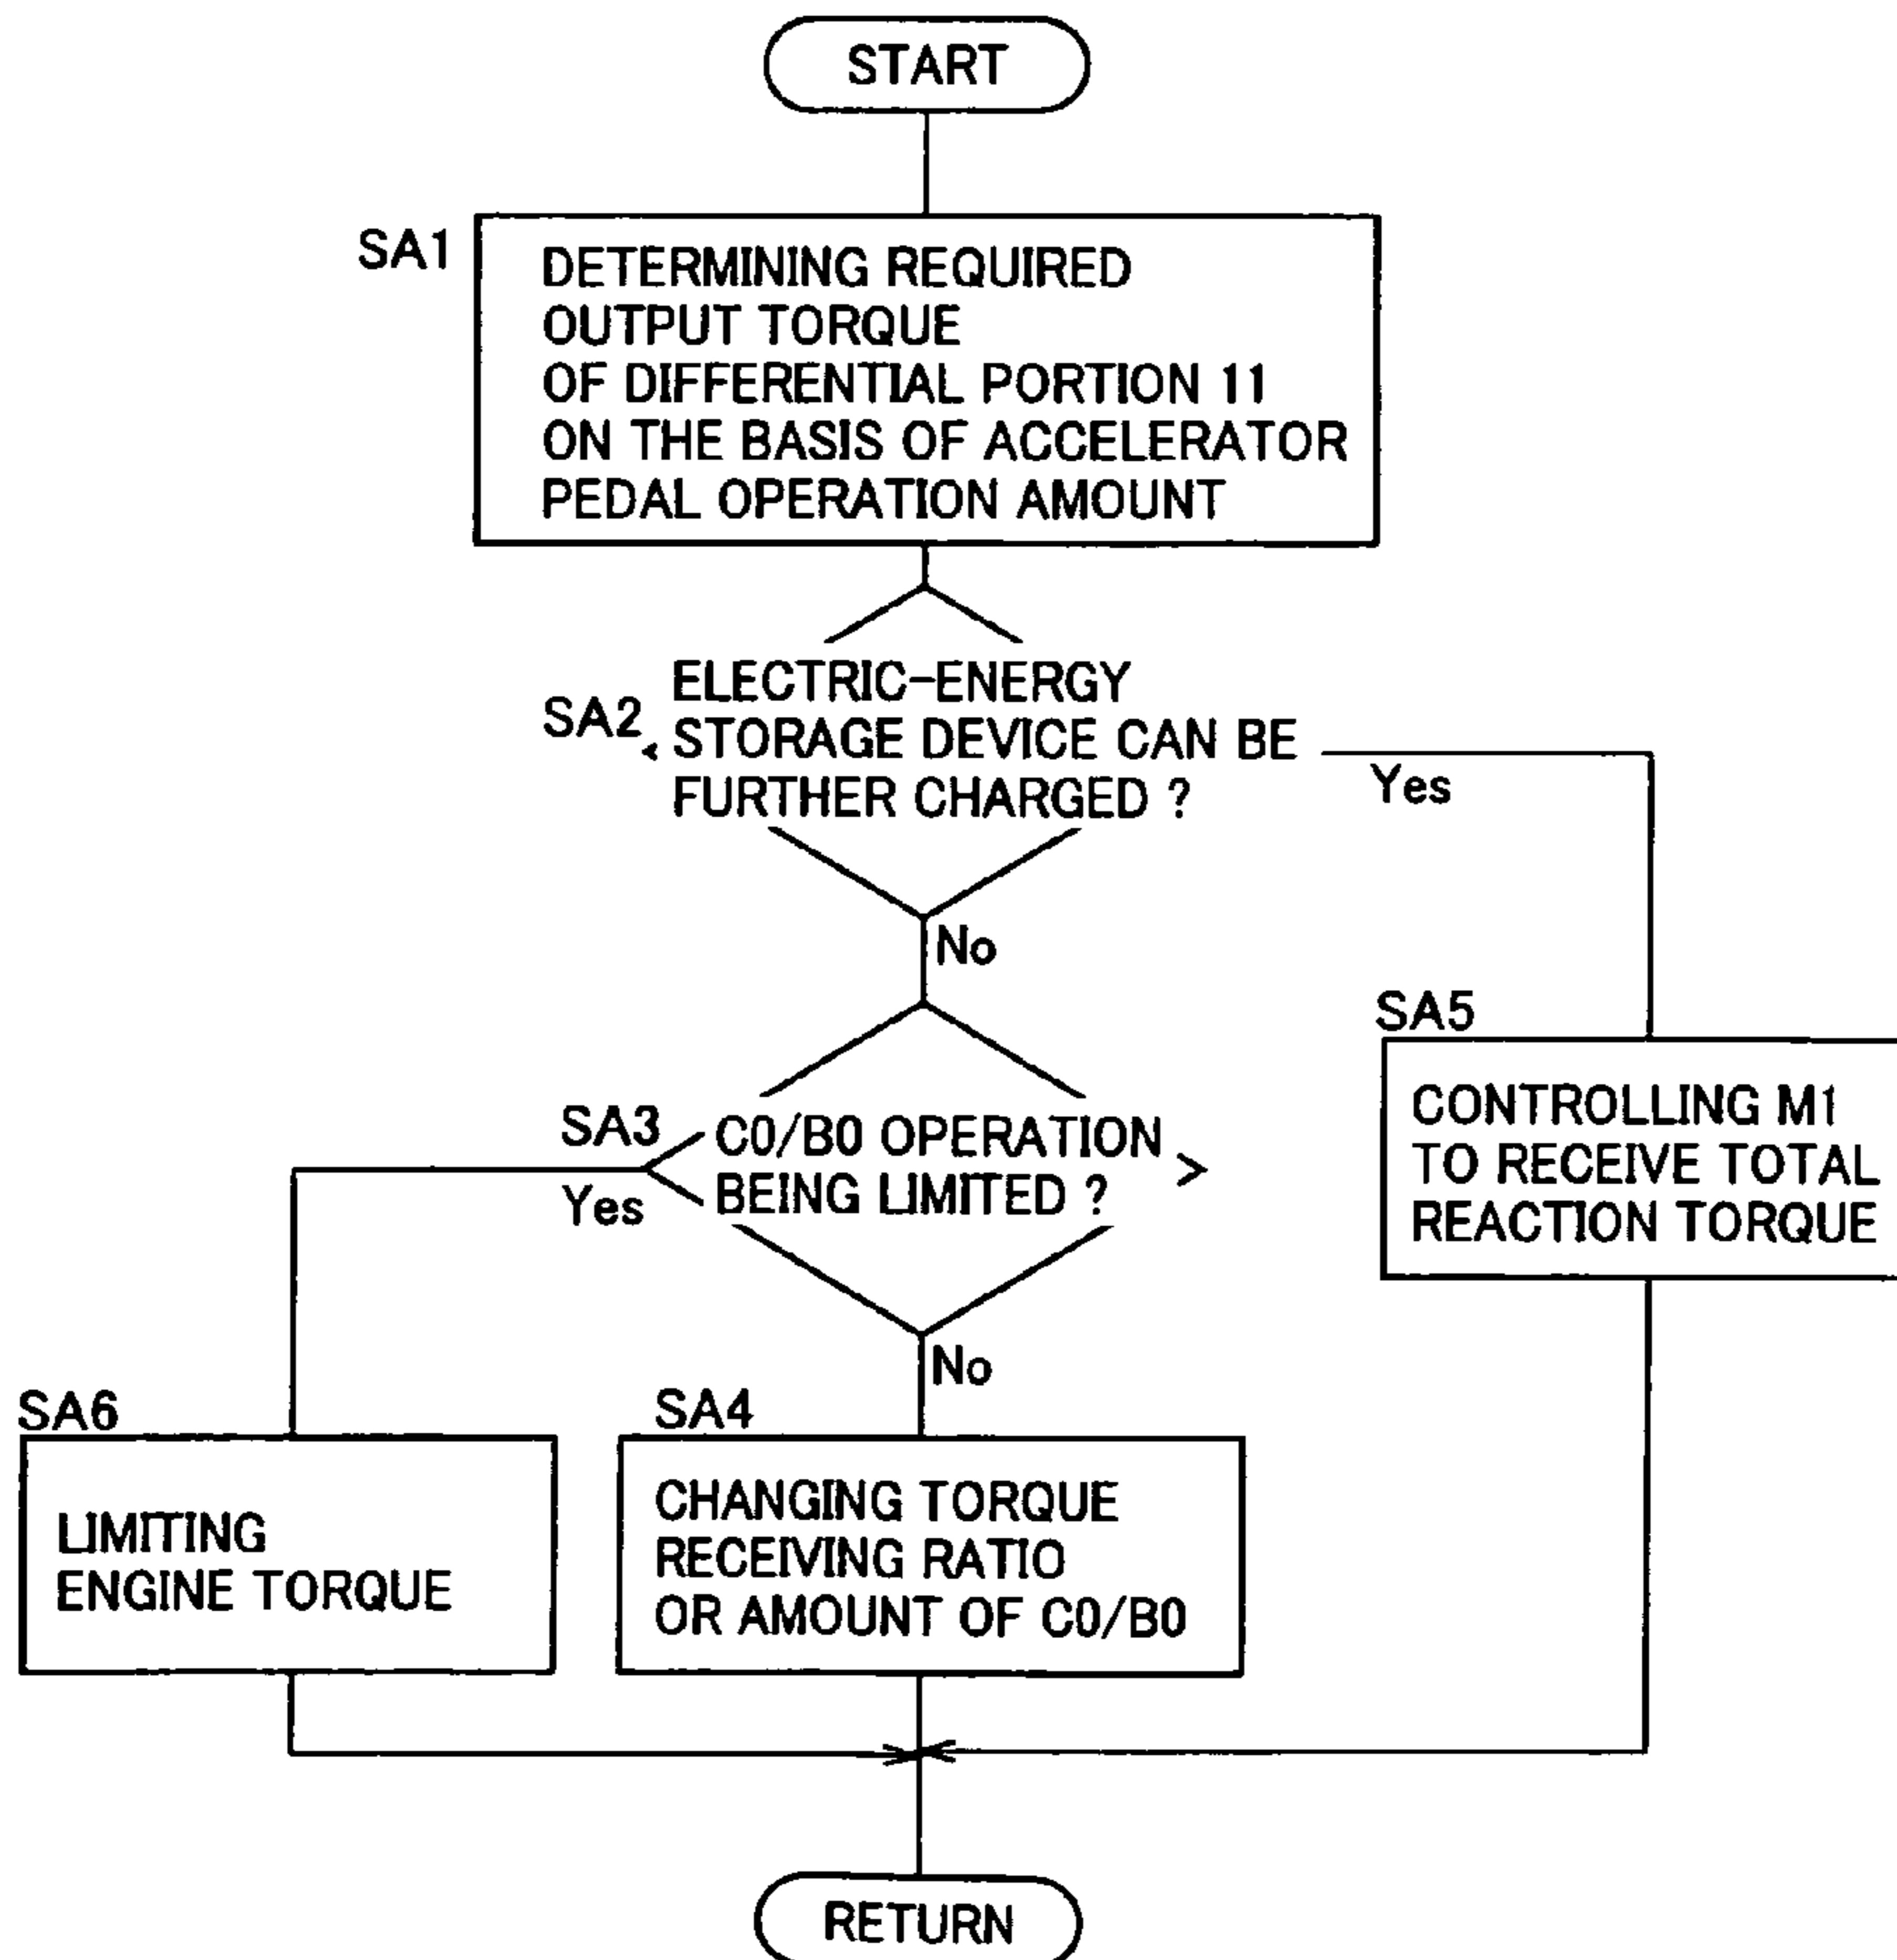 START
SA1
DETERMINING REQUIRED
OUTPUT TORQUE
OF DIFFERENTIAL PORTION 11
ON THE BASIS OF ACCELERATOR
PEDAL OPERATION AMOUNT
SA2
ELECTRIC-ENERGY
STORAGE DEVICE CAN BE
FURTHER CHARGED ?
Yes
No
SA3
C0/B0 OPERATION
BEING LIMITED ?
Yes
No
SA5
CONTROLLING M1
TO RECEIVE TOTAL
REACTION TORQUE
SA6
LIMITING
ENGINE TORQUE
SA4
CHANGING TORQUE
RECEIVING RATIO
OR AMOUNT OF C0/B0
RETURN